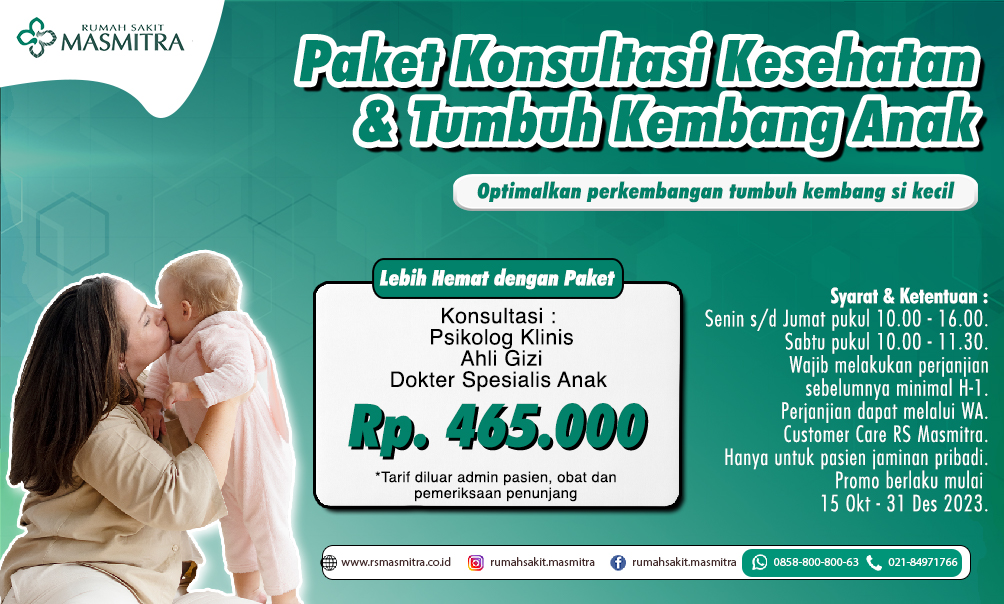 RUMAH SAKIT
MASMITRA
Paket Konsultasi Kesehatan
& Tumbuh Kembang Anak
Optimalkan perkembangan tumbuh kembang si kecil
Lebih Hemat dengan Paket
Konsultasi :
Psikolog Klinis
Ahli Gizi
Dokter Spesialis Anak
Rp. 465.000
*Tarif diluar admin pasien, obat dan
pemeriksaan penunjang
Syarat & Ketentuan :
Senin s/d Jumat pukul 10.00 - 16.00.
Sabtu pukul 10.00 - 11.30.
Wajib melakukan perjanjian
sebelumnya minimal H-1.
Perjanjian dapat melalui WA.
Customer Care RS Masmitra.
Hanya untuk pasien jaminan pribadi.
Promo berlaku mulai
15 Okt - 31 Des 2023.
www.rsmasmitra.co.id rumahsakit.masmitra rumahsakit.masmitra 0858-800-800-63 021-84971766